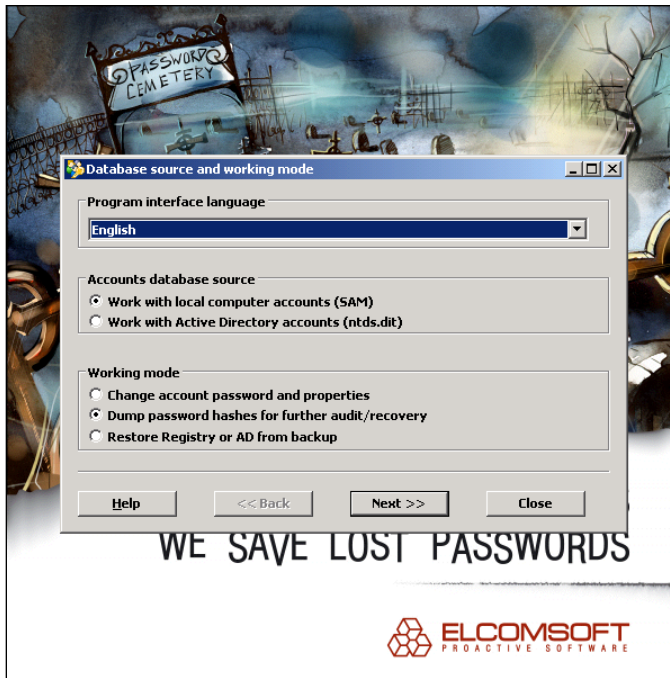 PASSWORD
CEMETERY
Database source and working mode
Program interface language
English
Accounts database source
Work with local computer accounts (SAM)
Work with Active Directory accounts (ntds.dit)
Working mode
Change account password and properties
Dump password hashes for further audit/recovery
Restore Registry or AD from backup
Help
<< Back
Next >>
Close
WE SAVE LOST PASSWORDS
ELCOMSOFT
PROACTIVE SOFTWARE